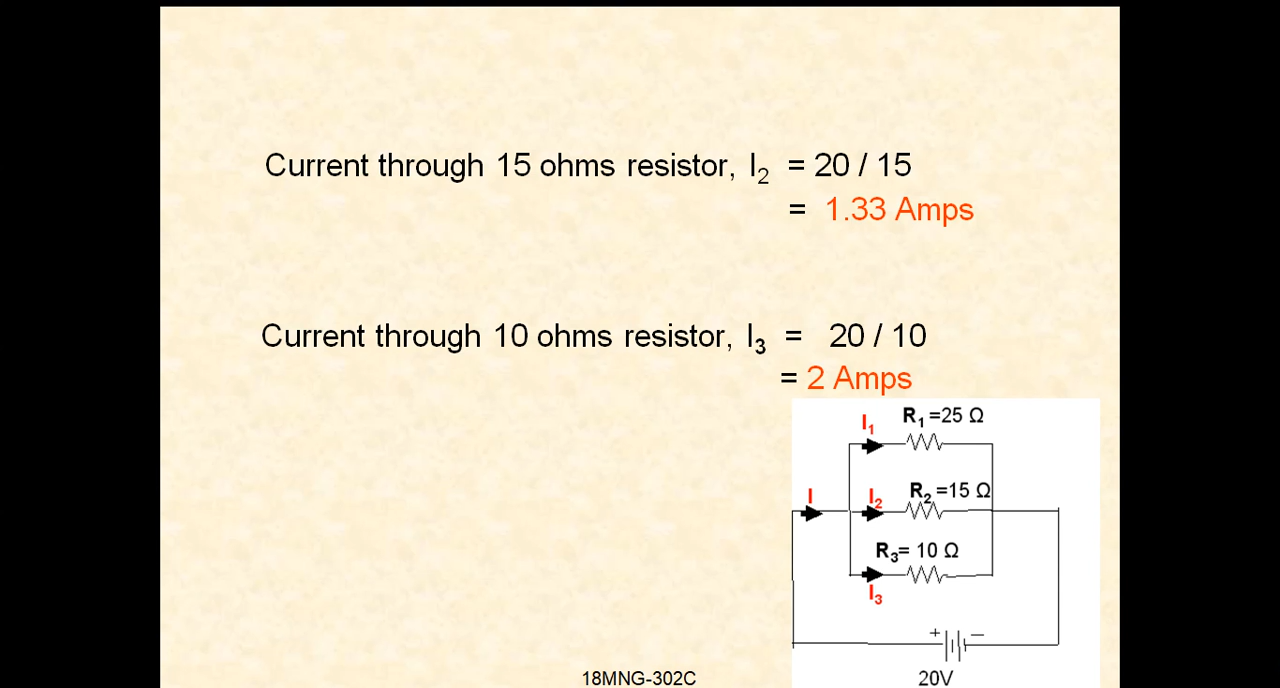 Current through 15 ohms resistor, I₂ = 20 / 15
= 1.33 Amps
Current through 10 ohms resistor, I₃ = 20 / 10
= 2 Amps
I₁
R₁ =25 Ω
I
I₂
R₂ =15 Ω
R₃= 10 Ω
I₃
+ −
20V
18MNG-302C